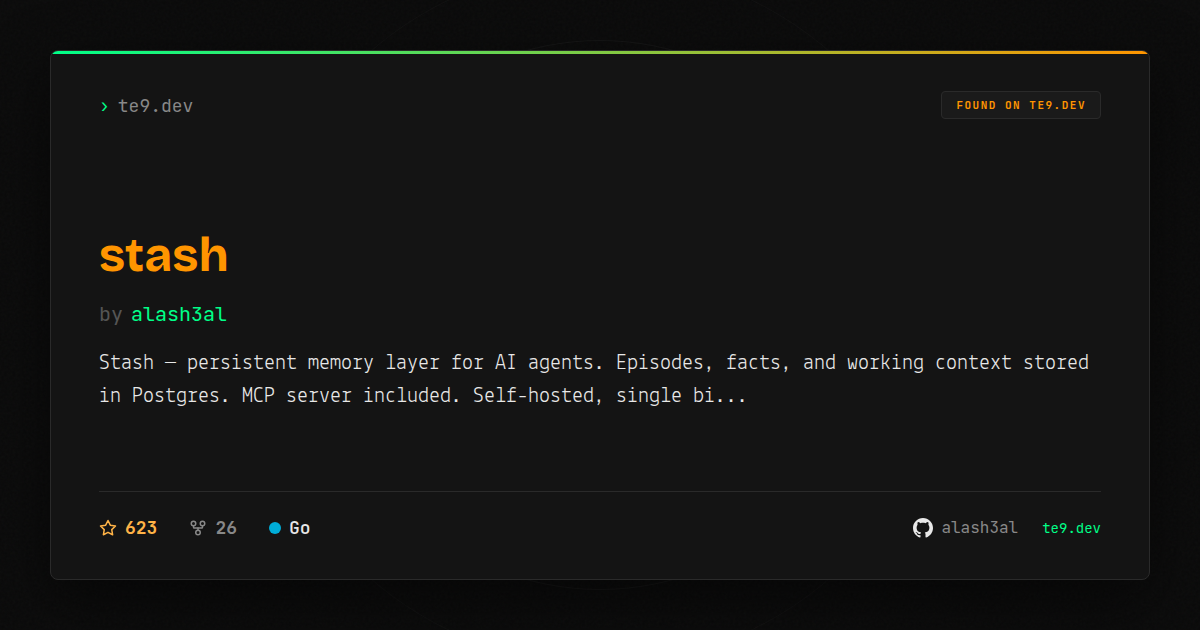 › te9.dev
FOUND ON TE9.DEV
stash
by alash3al
Stash — persistent memory layer for AI agents. Episodes, facts, and working context stored
in Postgres. MCP server included. Self-hosted, single bi...
623 26 Go
alash3al te9.dev